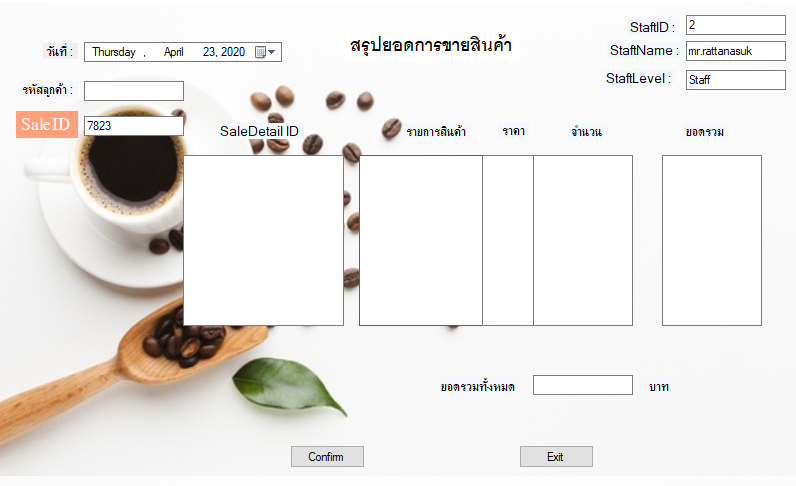 StaftID : 2
วันที่ : Thursday , April 23, 2020
สรุปยอดการขายสินค้า
StaftName : mr.rattanasuk
StaftLevel : Staff
รหัสลูกค้า :
SaleID 7823
SaleDetail ID รายการสินค้า ราคา จำนวน ยอดรวม
ยอดรวมทั้งหมด บาท
Confirm Exit